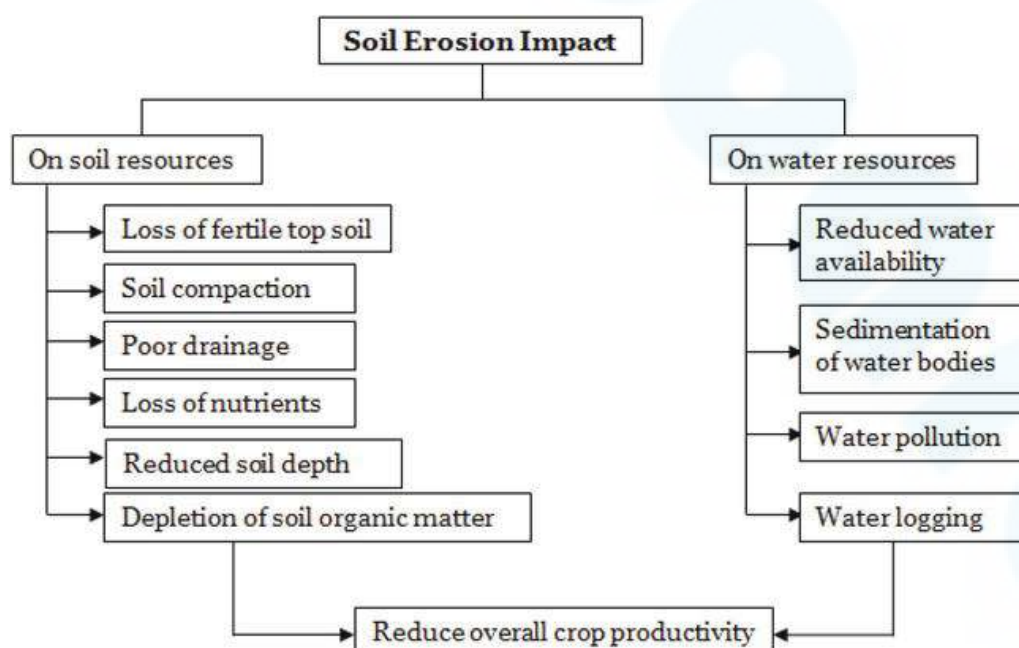 Soil Erosion Impact
On soil resources
Loss of fertile top soil
Soil compaction
Poor drainage
Loss of nutrients
Reduced soil depth
Depletion of soil organic matter
On water resources
Reduced water
availability
Sedimentation
of water bodies
Water pollution
Water logging
Reduce overall crop productivity